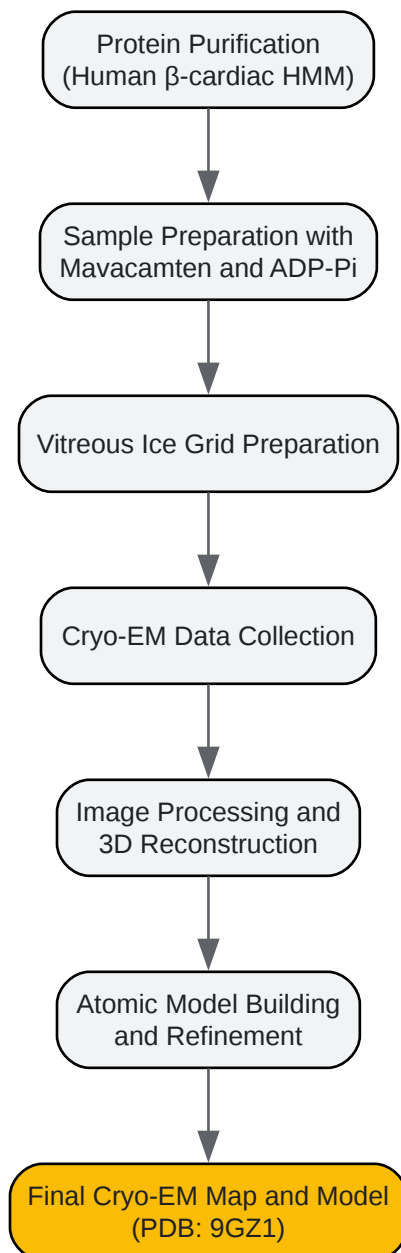 Protein Purification
(Human β-cardiac HMM)
Sample Preparation with
Mavacamten and ADP-Pi
Vitreous Ice Grid Preparation
Cryo-EM Data Collection
Image Processing and
3D Reconstruction
Atomic Model Building
and Refinement
Final Cryo-EM Map and Model
(PDB: 9GZ1)